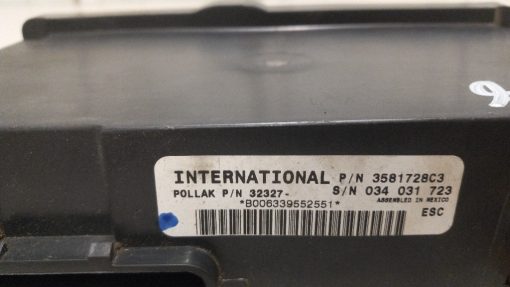 INTERNATIONAL P/N 3581728C3
POLLAK P/N 32327- S/N 034 031 723
*B006339552551* ASSEMBLED IN MEXICO
ESC